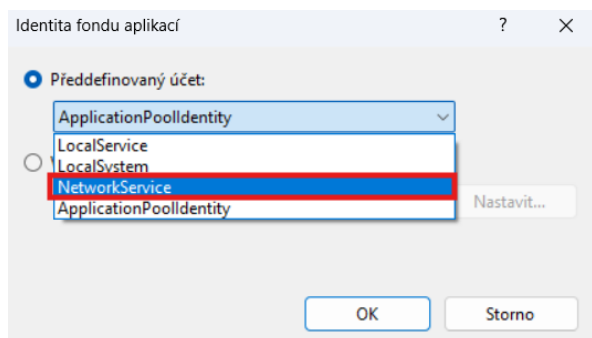 Identita fondu aplikací ?
Předdefinovaný účet:
ApplicationPoolIdentity
LocalService
LocalSystem
NetworkService
ApplicationPoolIdentity
Nastavit...
OK Storno